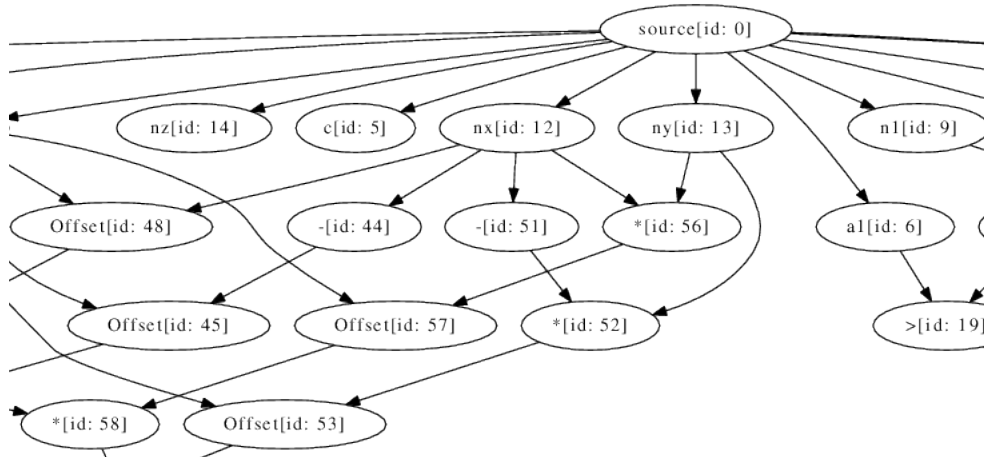 source[id: 0]
nz[id: 14]
c[id: 5]
nx[id: 12]
ny[id: 13]
n1[id: 9]
Offset[id: 48]
-[id: 44]
-[id: 51]
*[id: 56]
a1[id: 6]
Offset[id: 45]
Offset[id: 57]
*[id: 52]
>[id: 19]
*[id: 58]
Offset[id: 53]